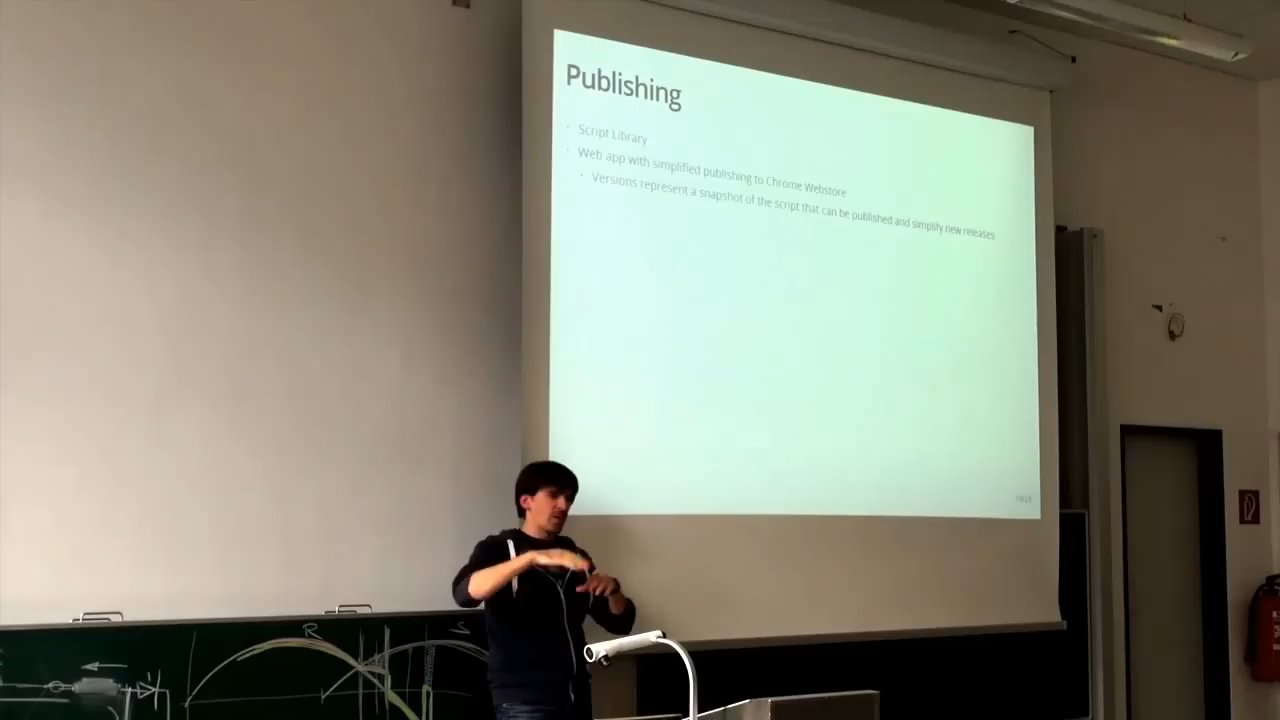 Publishing
Script Library
Web app with simplified publishing to Chrome Webstore
Versions represent a snapshot of the script that can be published and simplify new releases
R
S